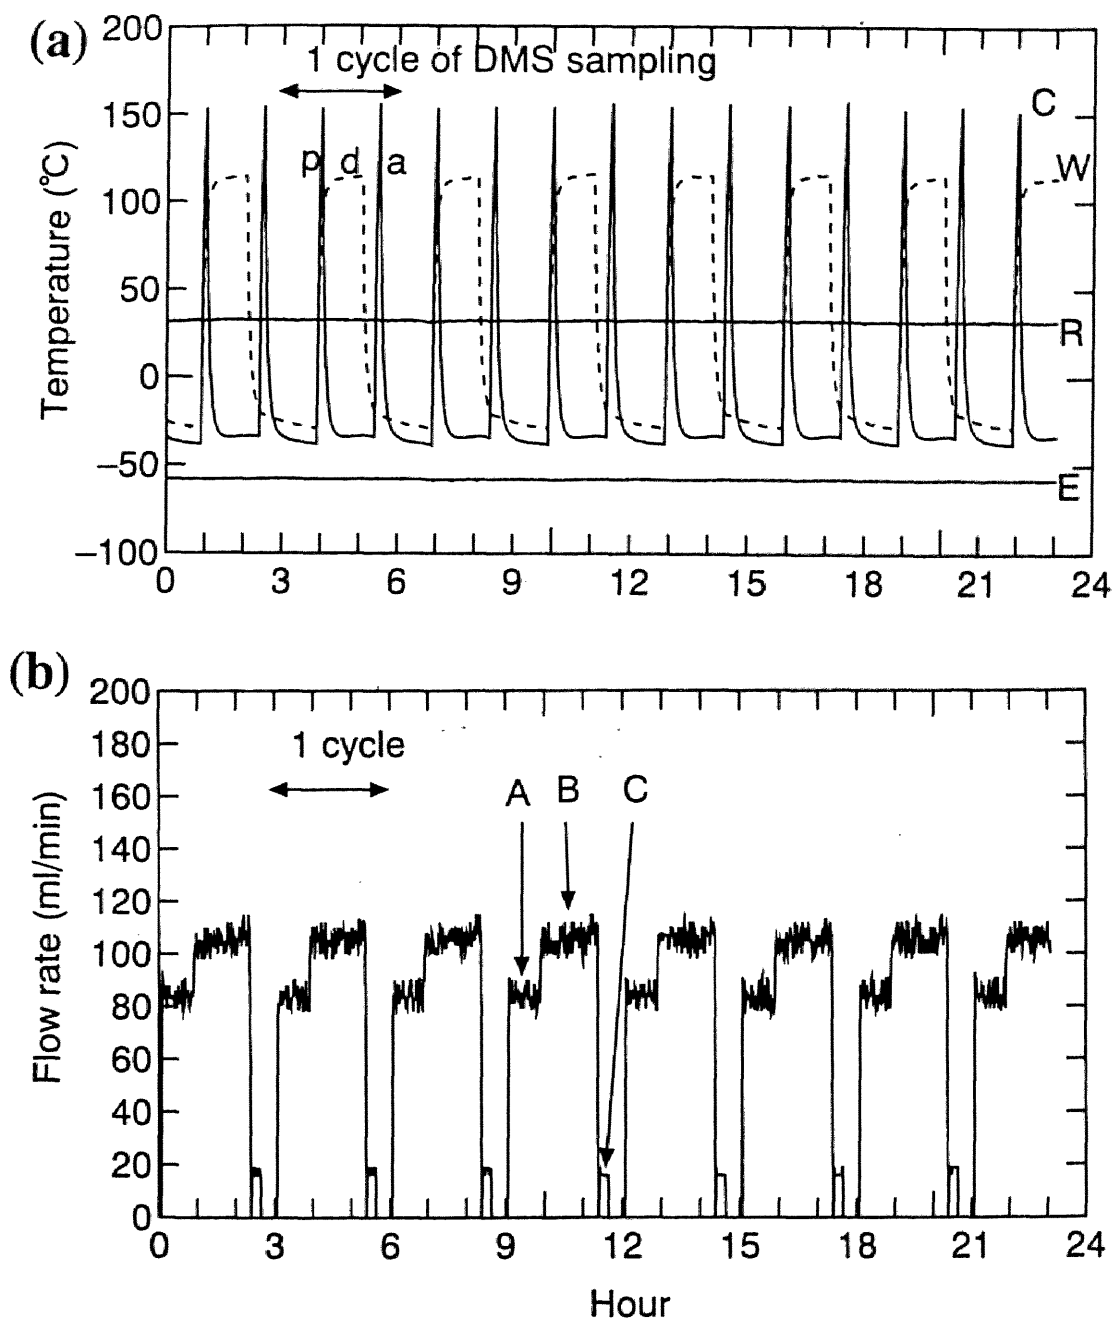 (a)
200
1 cycle of DMS sampling
150
C
p d a
W
100
50
R
0
−50
E
−100
Temperature (°C)
0 3 6 9 12 15 18 21 24
(b)
200
180
1 cycle
160
A B C
140
120
100
80
60
40
20
0
Flow rate (ml/min)
0 3 6 9 12 15 18 21 24
Hour